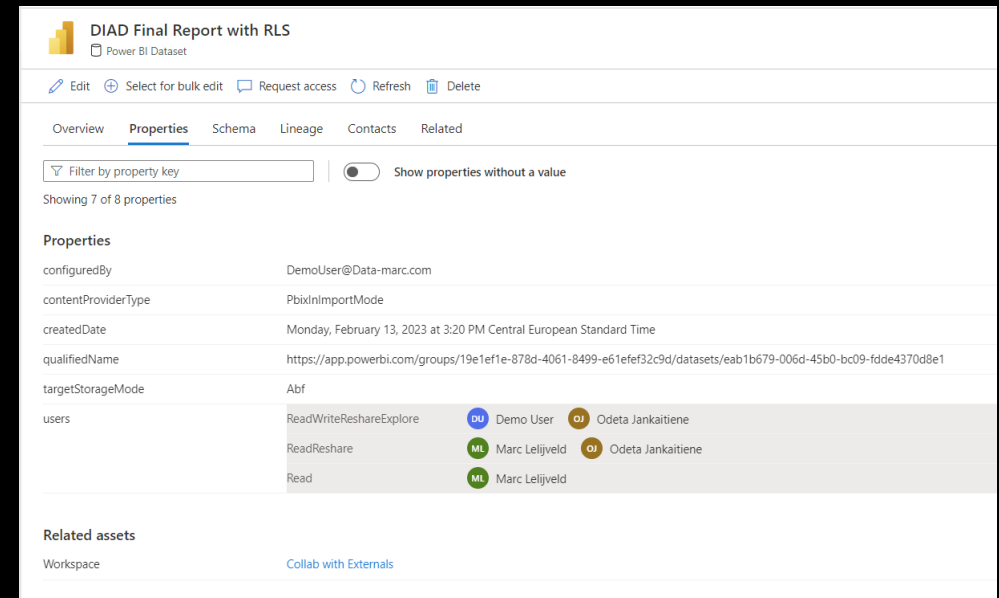 DIAD Final Report with RLS
Power BI Dataset
Edit Select for bulk edit Request access Refresh Delete
Overview Properties Schema Lineage Contacts Related
Filter by property key Show properties without a value
Showing 7 of 8 properties
Properties
configuredBy DemoUser@Data-marc.com
contentProviderType PbixInImportMode
createdDate Monday, February 13, 2023 at 3:20 PM Central European Standard Time
qualifiedName https://app.powerbi.com/groups/19e1ef1e-878d-4061-8499-e61efef32c9d/datasets/eab1b679-006d-45b0-bc09-fdde4370d8e1
targetStorageMode Abf
users ReadWriteReshareExplore DU Demo User OJ Odeta Jankaitiene
ReadReshare ML Marc Lelijveld OJ Odeta Jankaitiene
Read ML Marc Lelijveld
Related assets
Workspace Collab with Externals